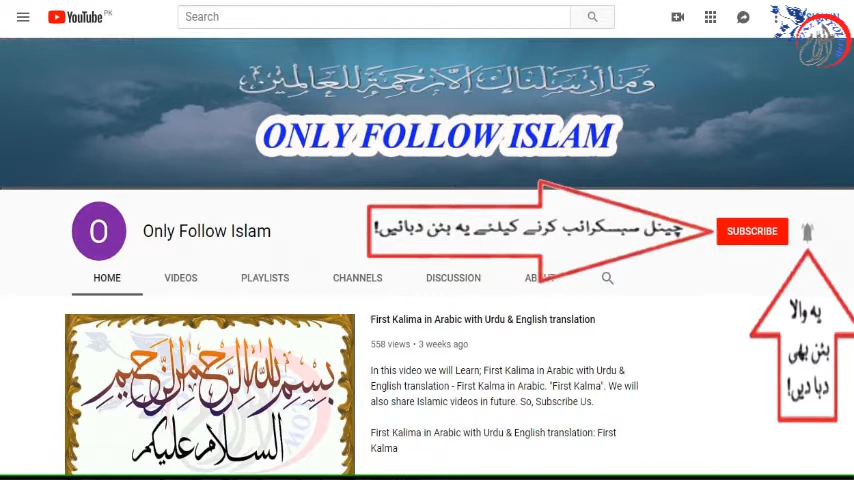 YouTube PK
Search
وما أرسلناك إلا رحمة للعالمين
ONLY FOLLOW ISLAM
O
Only Follow Islam
چینل سبسکرائب کرنے کیلئے یہ بٹن دبائیں!
SUBSCRIBE
HOME VIDEOS PLAYLISTS CHANNELS DISCUSSION
یہ والا
بٹن بھی
دبا دیں!
بسم الله الرحمن الرحيم
السلام علیکم
First Kalima in Arabic with Urdu & English translation
558 views • 3 weeks ago
In this video we will Learn; First Kalima in Arabic with Urdu &
English translation - First Kalma in Arabic. "First Kalma". We will
also share Islamic videos in future. So, Subscribe Us.
First Kalima in Arabic with Urdu & English translation: First
Kalma